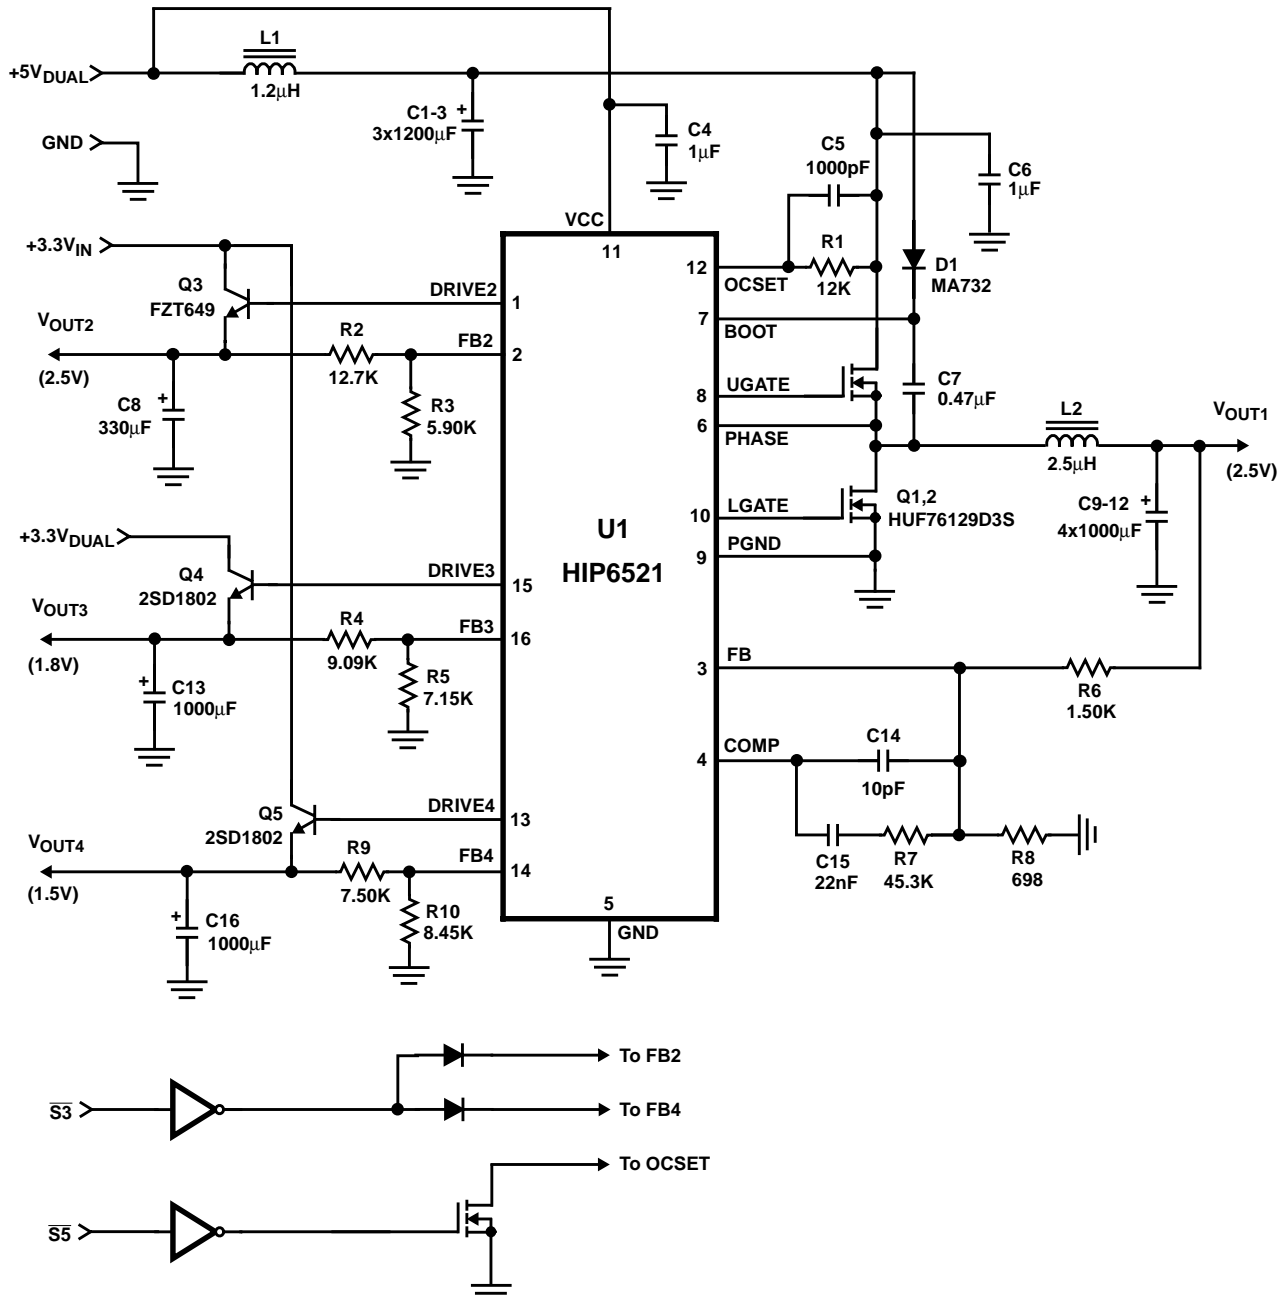 L1
+5VDUAL
1.2µH
C1-3
3x1200µF
+
C4
1µF
GND
C5
1000pF
C6
1µF
VCC
11
+3.3VIN
R1
12K
12
OCSET
D1
MA732
Q3
FZT649
DRIVE2
1
7
BOOT
VOUT2
(2.5V)
R2
12.7K
FB2
2
C8
330µF
+
R3
5.90K
8
UGATE
C7
0.47µF
6
PHASE
L2
2.5µH
VOUT1
(2.5V)
10
LGATE
Q1,2
HUF76129D3S
C9-12
4x1000µF
+
9
PGND
U1
HIP6521
+3.3VDUAL
Q4
2SD1802
DRIVE3
15
VOUT3
(1.8V)
R4
9.09K
FB3
16
C13
1000µF
+
R5
7.15K
3
FB
R6
1.50K
4
COMP
C14
10pF
Q5
2SD1802
DRIVE4
13
C15
22nF
R7
45.3K
R8
698
VOUT4
(1.5V)
R9
7.50K
FB4
14
C16
1000µF
+
R10
8.45K
5
GND
To FB2
S3
To FB4
To OCSET
S5